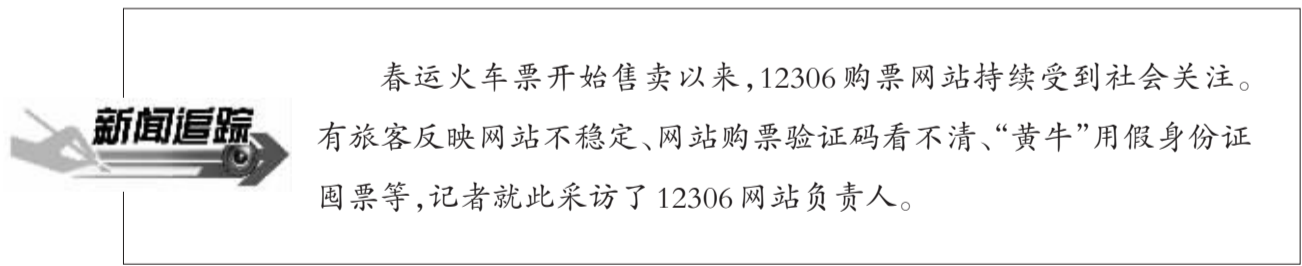 新闻追踪
春运火车票开始售卖以来,12306购票网站持续受到社会关注。
有旅客反映网站不稳定、网站购票验证码看不清、“黄牛”用假身份证
囤票等,记者就此采访了12306网站负责人。